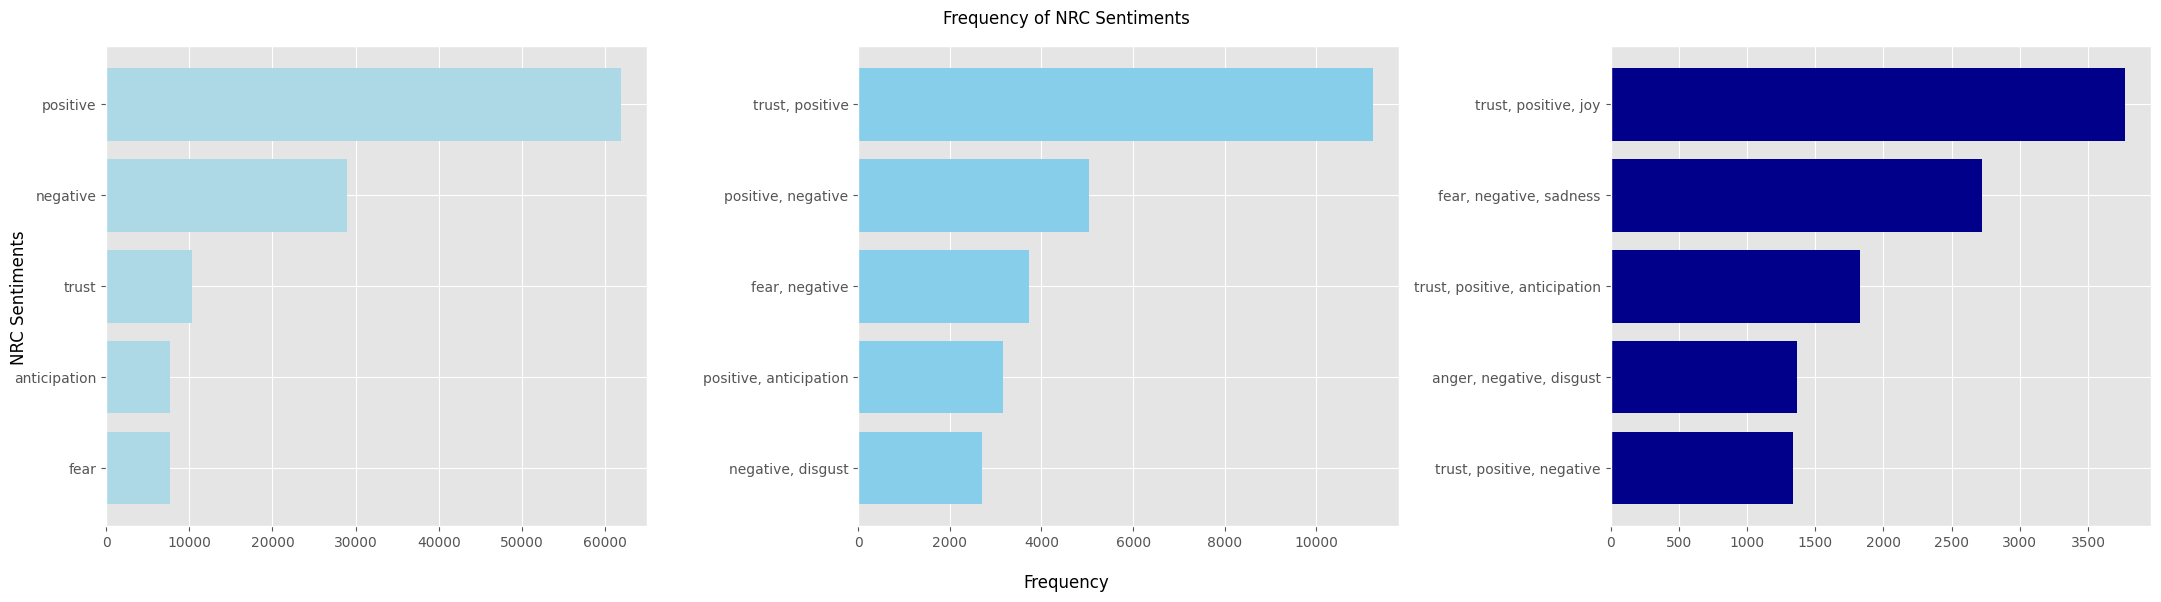 Frequency of NRC Sentiments
NRC Sentiments
positive
negative
trust
anticipation
fear
0 10000 20000 30000 40000 50000 60000
trust, positive
positive, negative
fear, negative
positive, anticipation
negative, disgust
0 2000 4000 6000 8000 10000
trust, positive, joy
fear, negative, sadness
trust, positive, anticipation
anger, negative, disgust
trust, positive, negative
0 500 1000 1500 2000 2500 3000 3500
Frequency